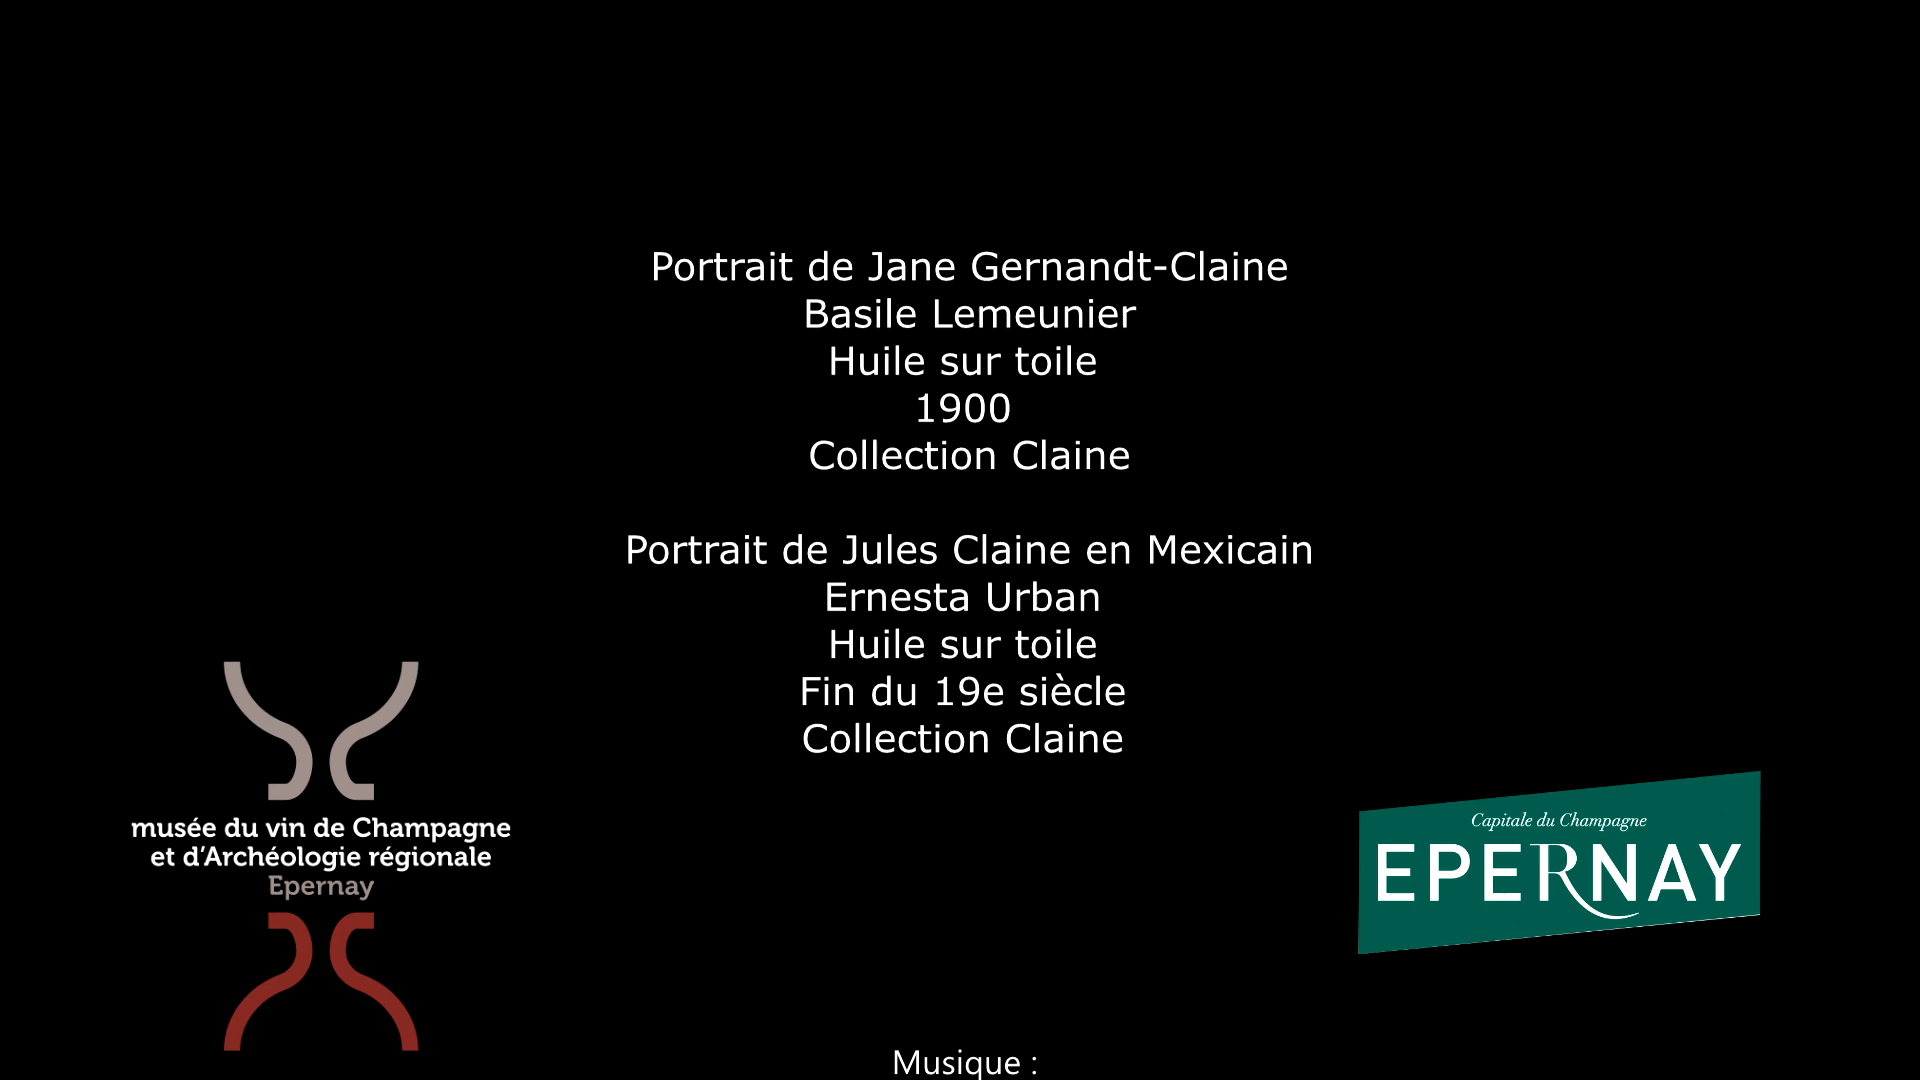 Portrait de Jane Gernandt-Claine
Basile Lemeunier
Huile sur toile
1900
Collection Claine
Portrait de Jules Claine en Mexicain
Ernesta Urban
Huile sur toile
Fin du 19e siècle
Collection Claine
musée du vin de Champagne
et d'Archéologie régionale
Epernay
Capitale du Champagne
EPERNAY
Musique :